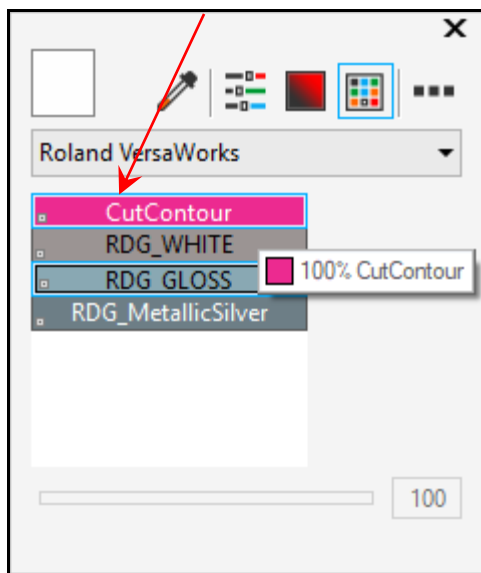 Roland VersaWorks
CutContour
RDG_WHITE
RDG_GLOSS
100% CutContour
RDG_MetallicSilver
100